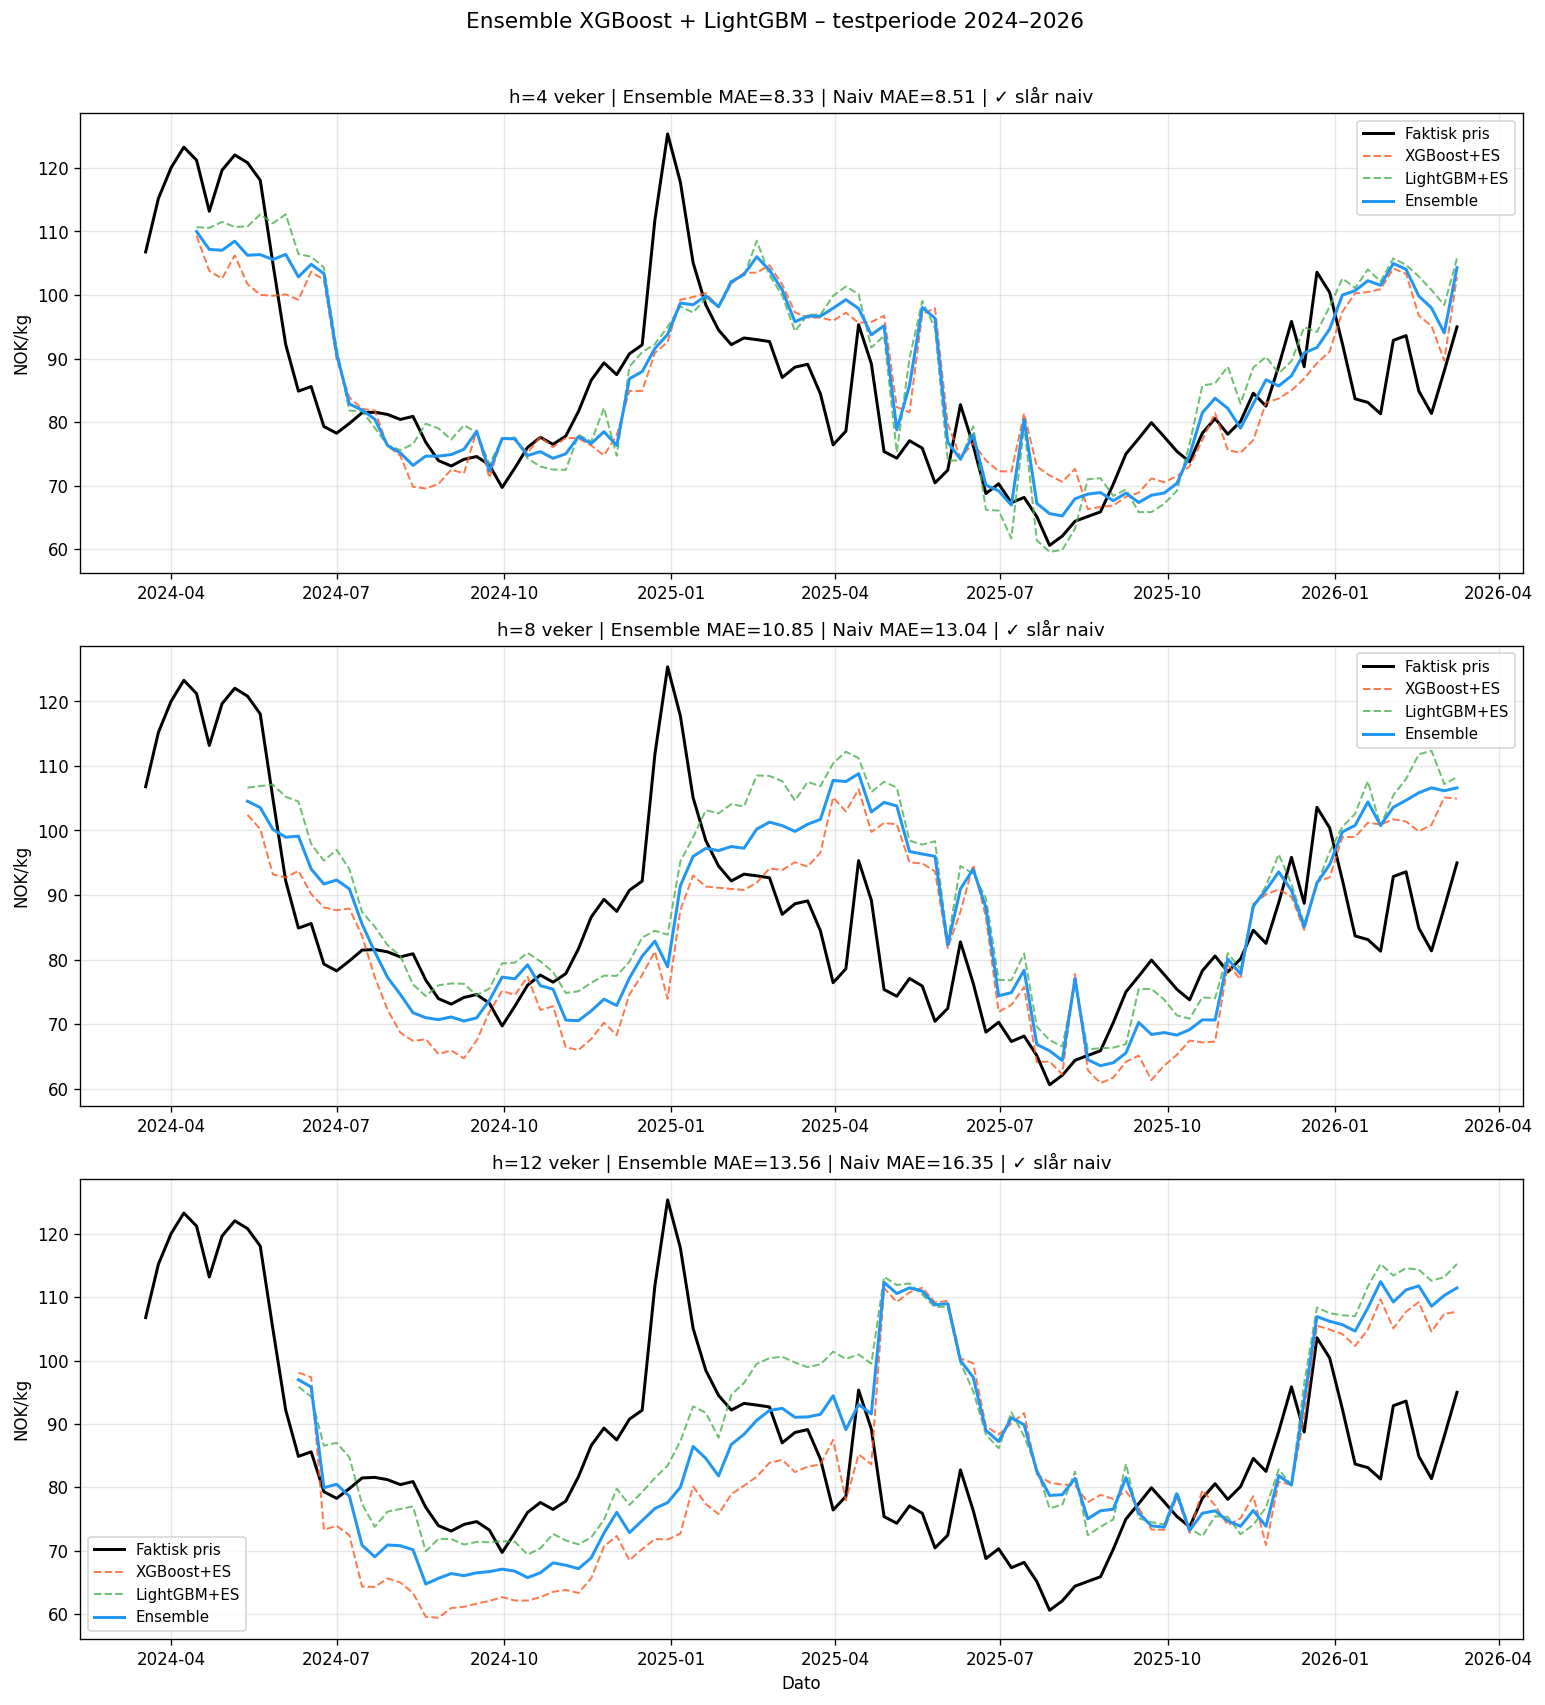 Ensemble XGBoost + LightGBM – testperiode 2024–2026
h=4 veker | Ensemble MAE=8.33 | Naiv MAE=8.51 | ✓ slår naiv
NOK/kg
120
110
100
90
80
70
60
Faktisk pris
XGBoost+ES
LightGBM+ES
Ensemble
2024-04 2024-07 2024-10 2025-01 2025-04 2025-07 2025-10 2026-01 2026-04
h=8 veker | Ensemble MAE=10.85 | Naiv MAE=13.04 | ✓ slår naiv
NOK/kg
120
110
100
90
80
70
60
Faktisk pris
XGBoost+ES
LightGBM+ES
Ensemble
2024-04 2024-07 2024-10 2025-01 2025-04 2025-07 2025-10 2026-01 2026-04
h=12 veker | Ensemble MAE=13.56 | Naiv MAE=16.35 | ✓ slår naiv
NOK/kg
120
110
100
90
80
70
60
Faktisk pris
XGBoost+ES
LightGBM+ES
Ensemble
2024-04 2024-07 2024-10 2025-01 2025-04 2025-07 2025-10 2026-01 2026-04
Dato